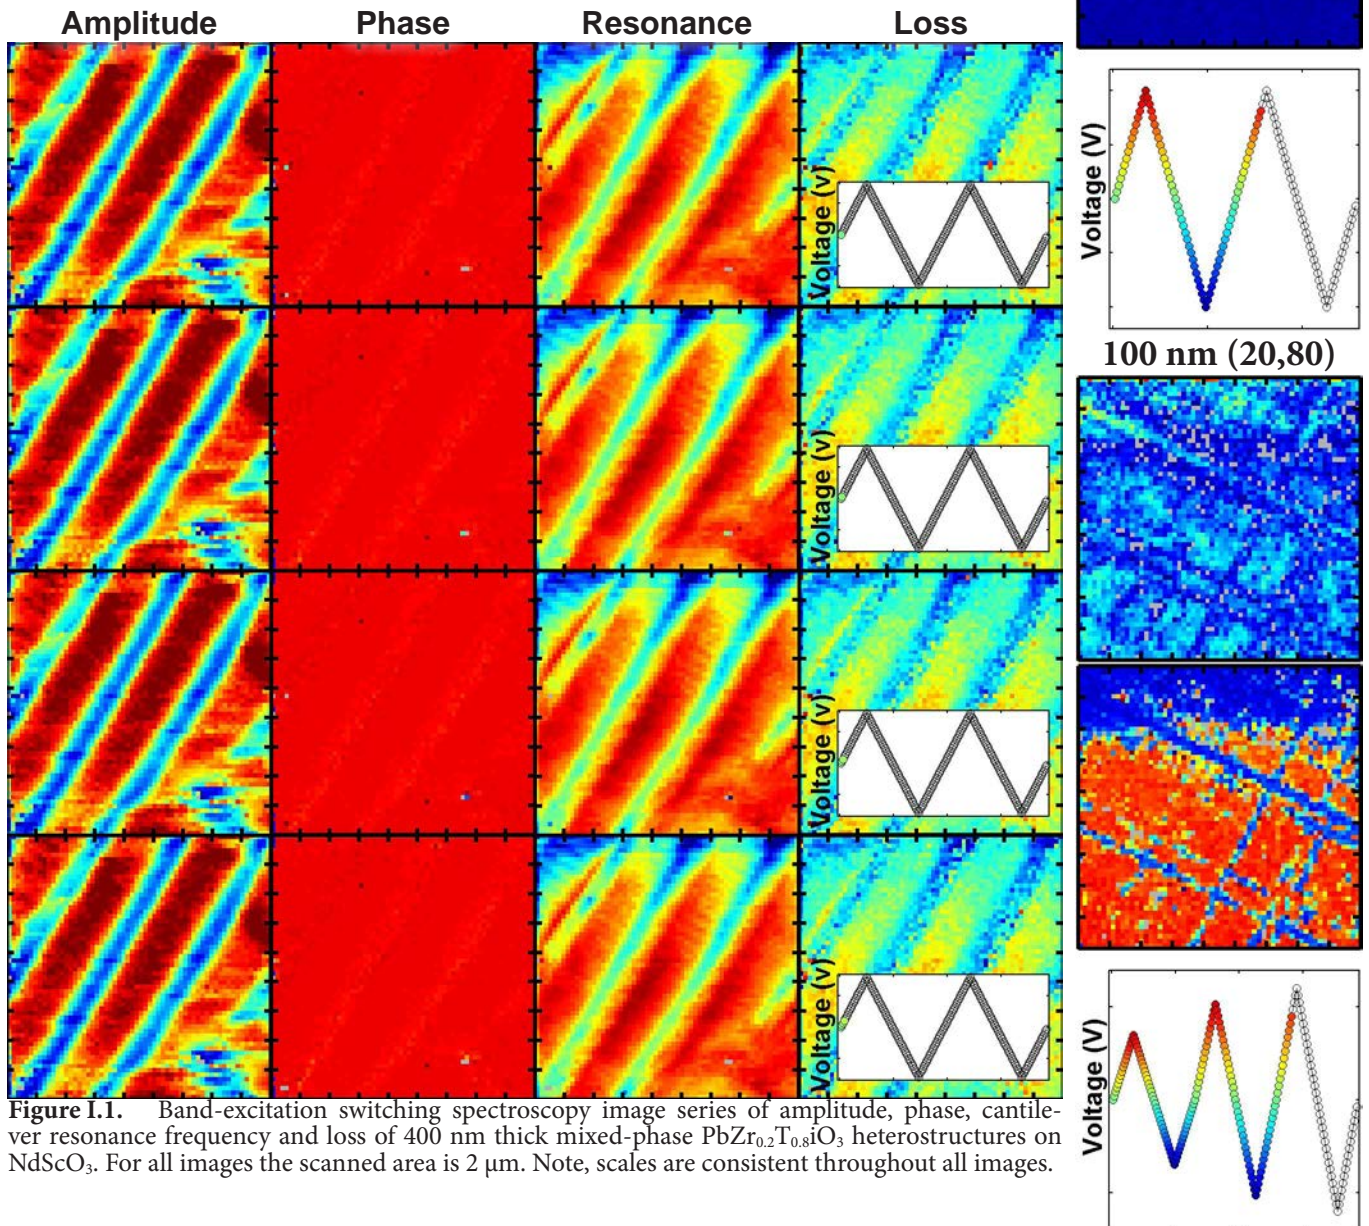 Amplitude Phase Resonance Loss
Voltage (v)
Voltage (v)
Voltage (v)
Voltage (v)
Figure I.1. Band-excitation switching spectroscopy image series of amplitude, phase, cantile-
ver resonance frequency and loss of 400 nm thick mixed-phase PbZr₀.₂T₀.₈iO₃ heterostructures on
NdScO₃. For all images the scanned area is 2 μm. Note, scales are consistent throughout all images.
Voltage (V)
100 nm (20,80)
Voltage (V)